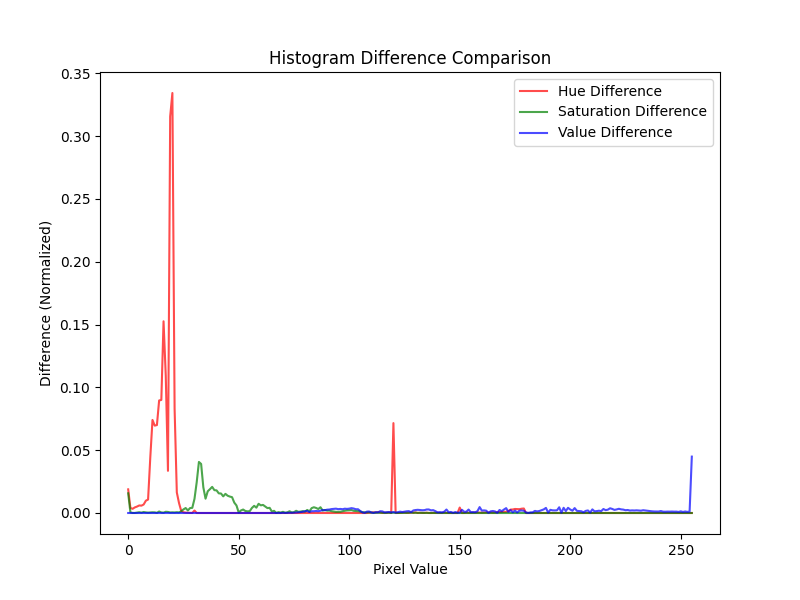 Histogram Difference Comparison
Hue Difference
Saturation Difference
Value Difference
Difference (Normalized)
0.35
0.30
0.25
0.20
0.15
0.10
0.05
0.00
0 50 100 150 200 250
Pixel Value